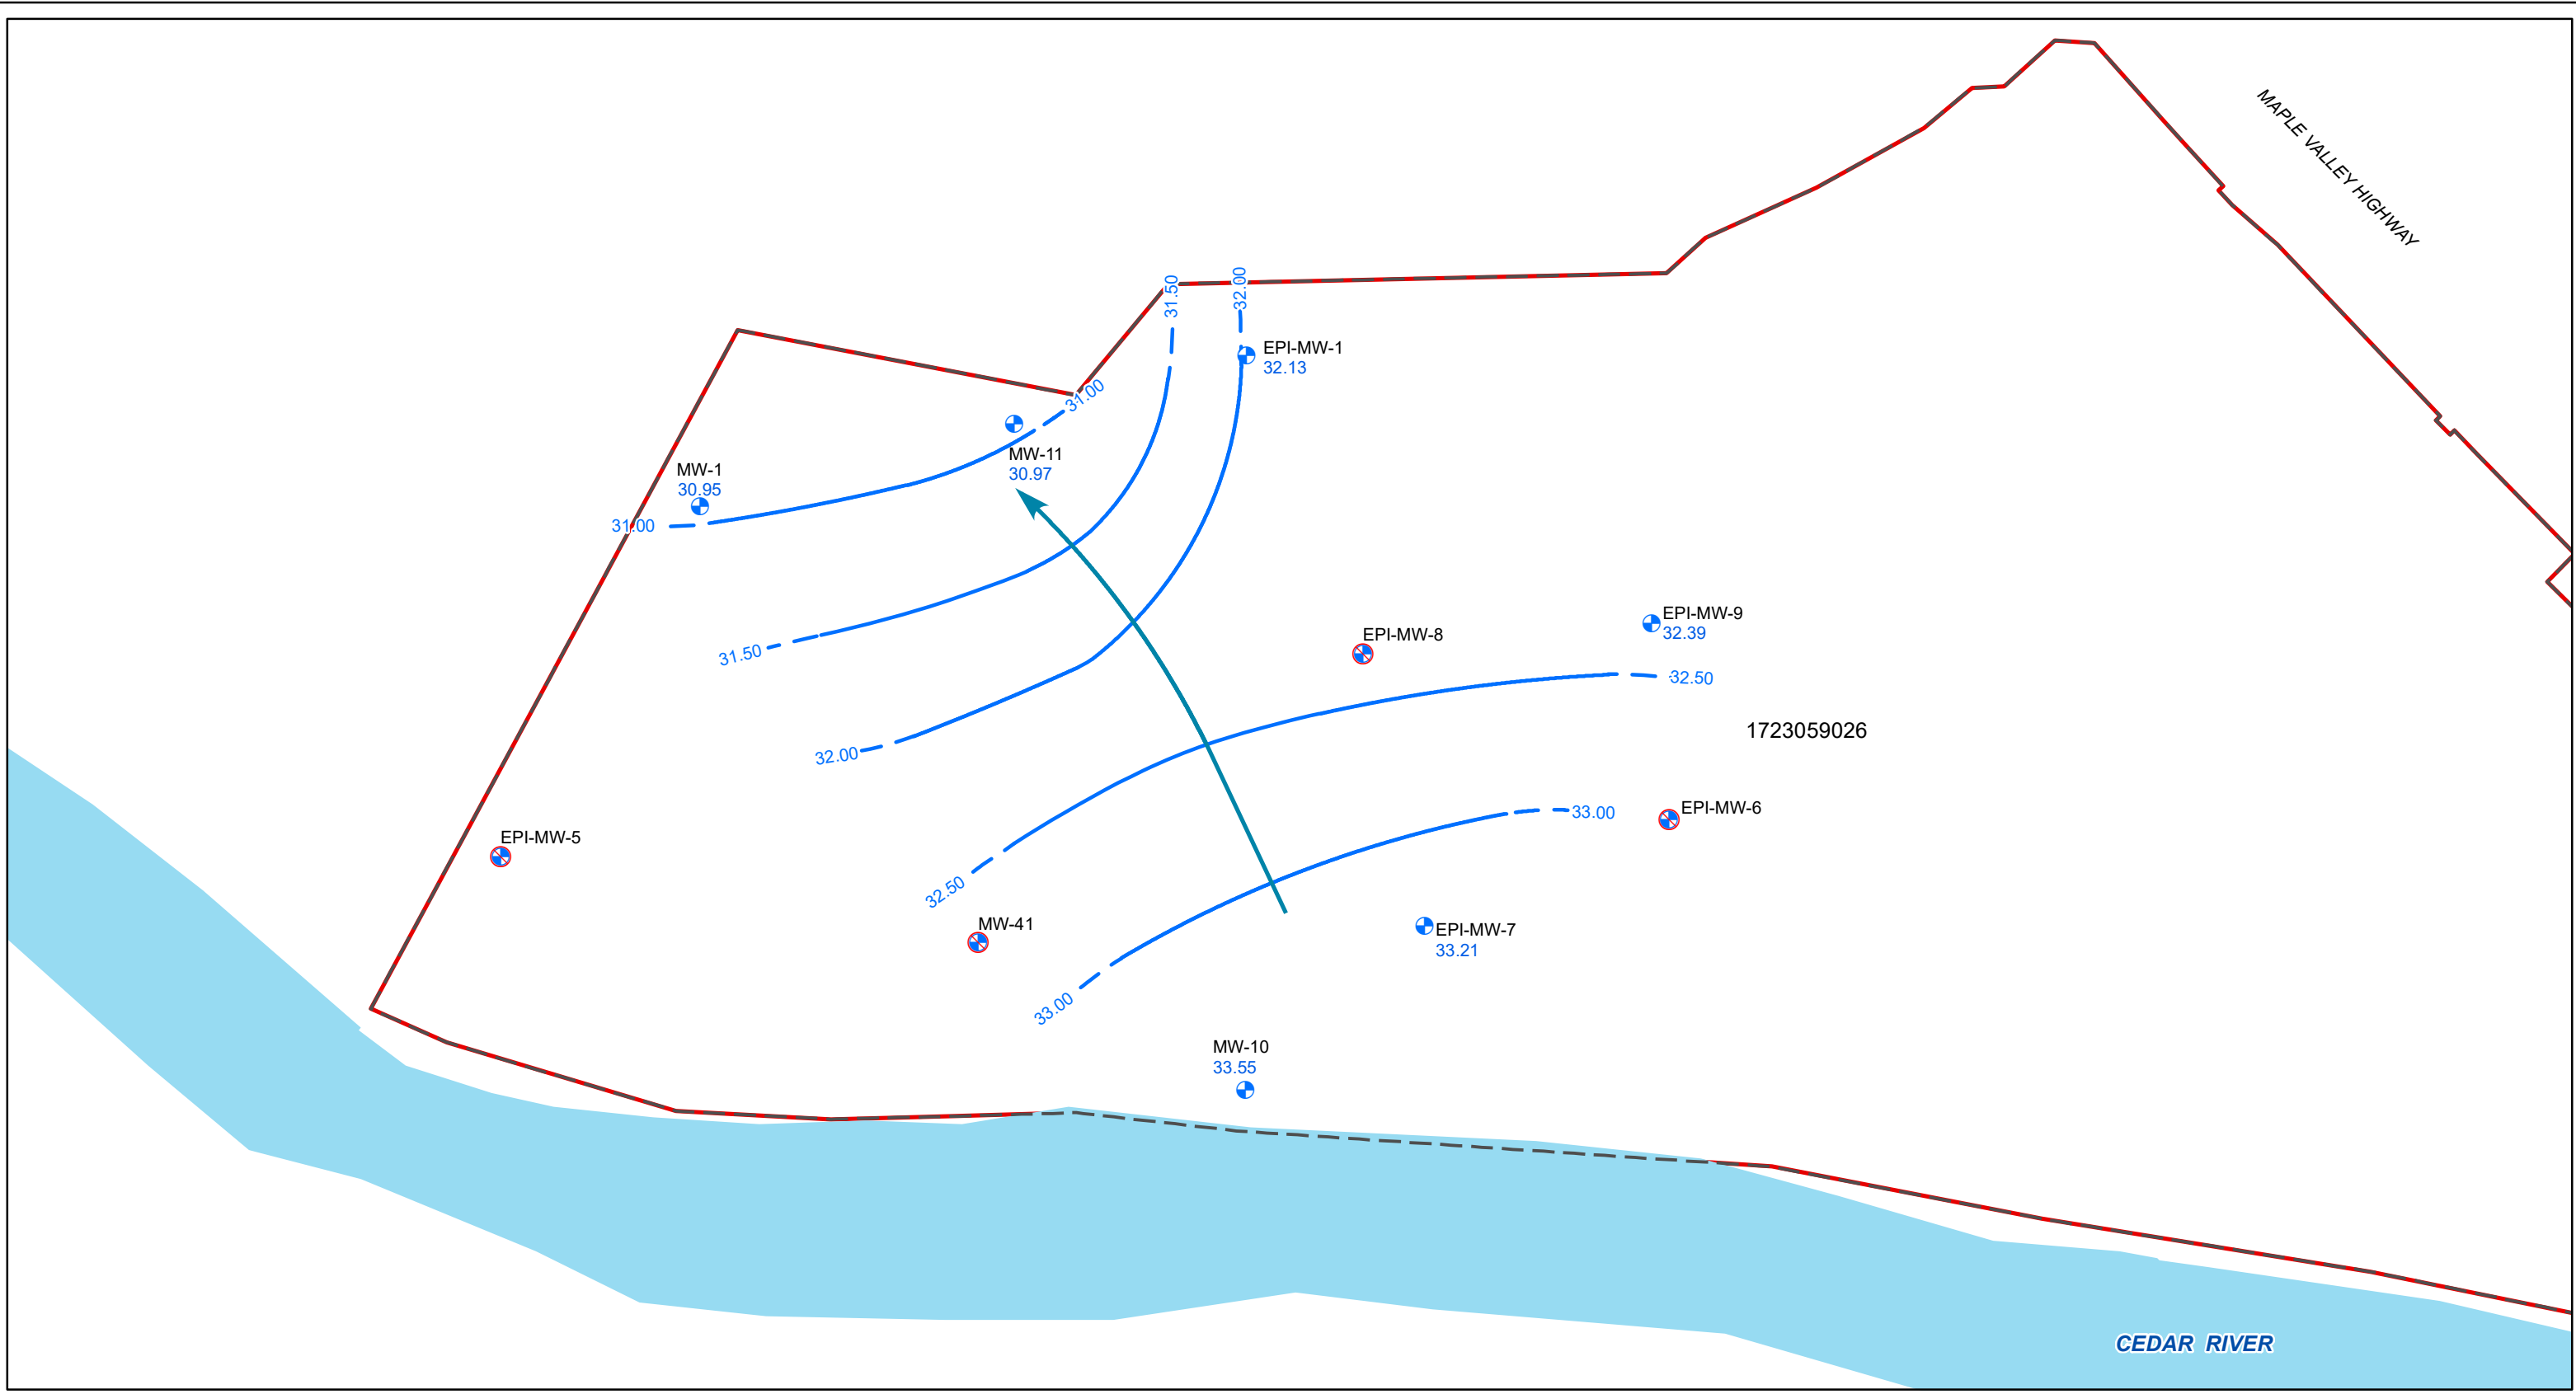 MAPLE VALLEY HIGHWAY
31.50
32.00
EPI-MW-1
32.13
31.00
MW-11
30.97
MW-1
30.95
31.00
EPI-MW-9
32.39
EPI-MW-8
31.50
32.50
1723059026
32.00
EPI-MW-6
33.00
EPI-MW-5
32.50
MW-41
EPI-MW-7
33.21
33.00
MW-10
33.55
CEDAR RIVER